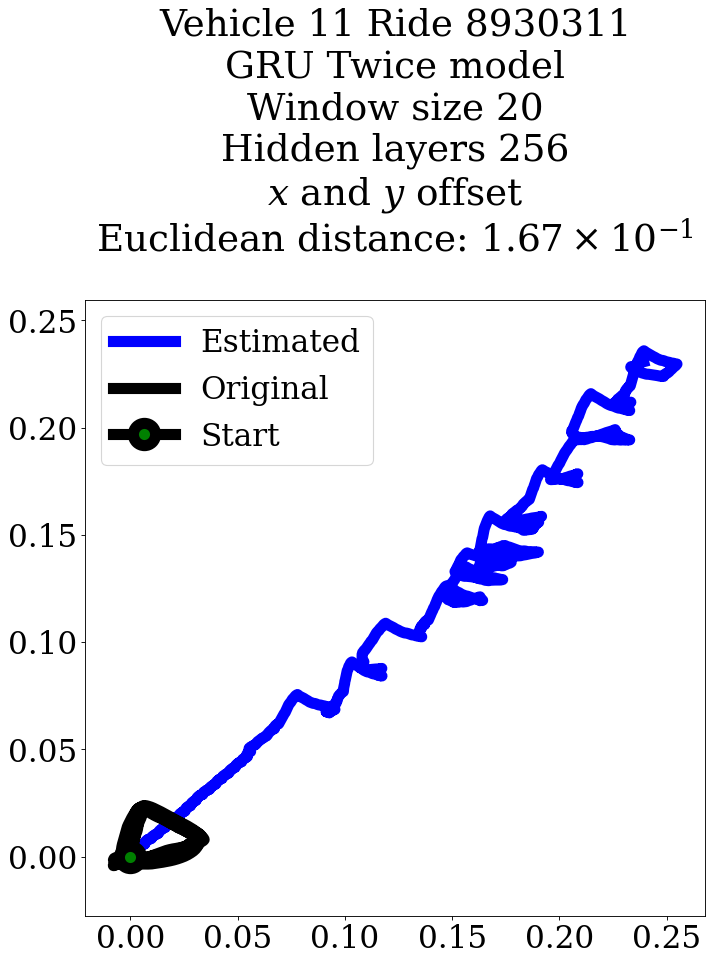 Vehicle 11 Ride 8930311
GRU Twice model
Window size 20
Hidden layers 256
x and y offset
Euclidean distance: 1.67 × 10⁻¹
0.25
0.20
0.15
0.10
0.05
0.00
Estimated
Original
Start
0.00 0.05 0.10 0.15 0.20 0.25